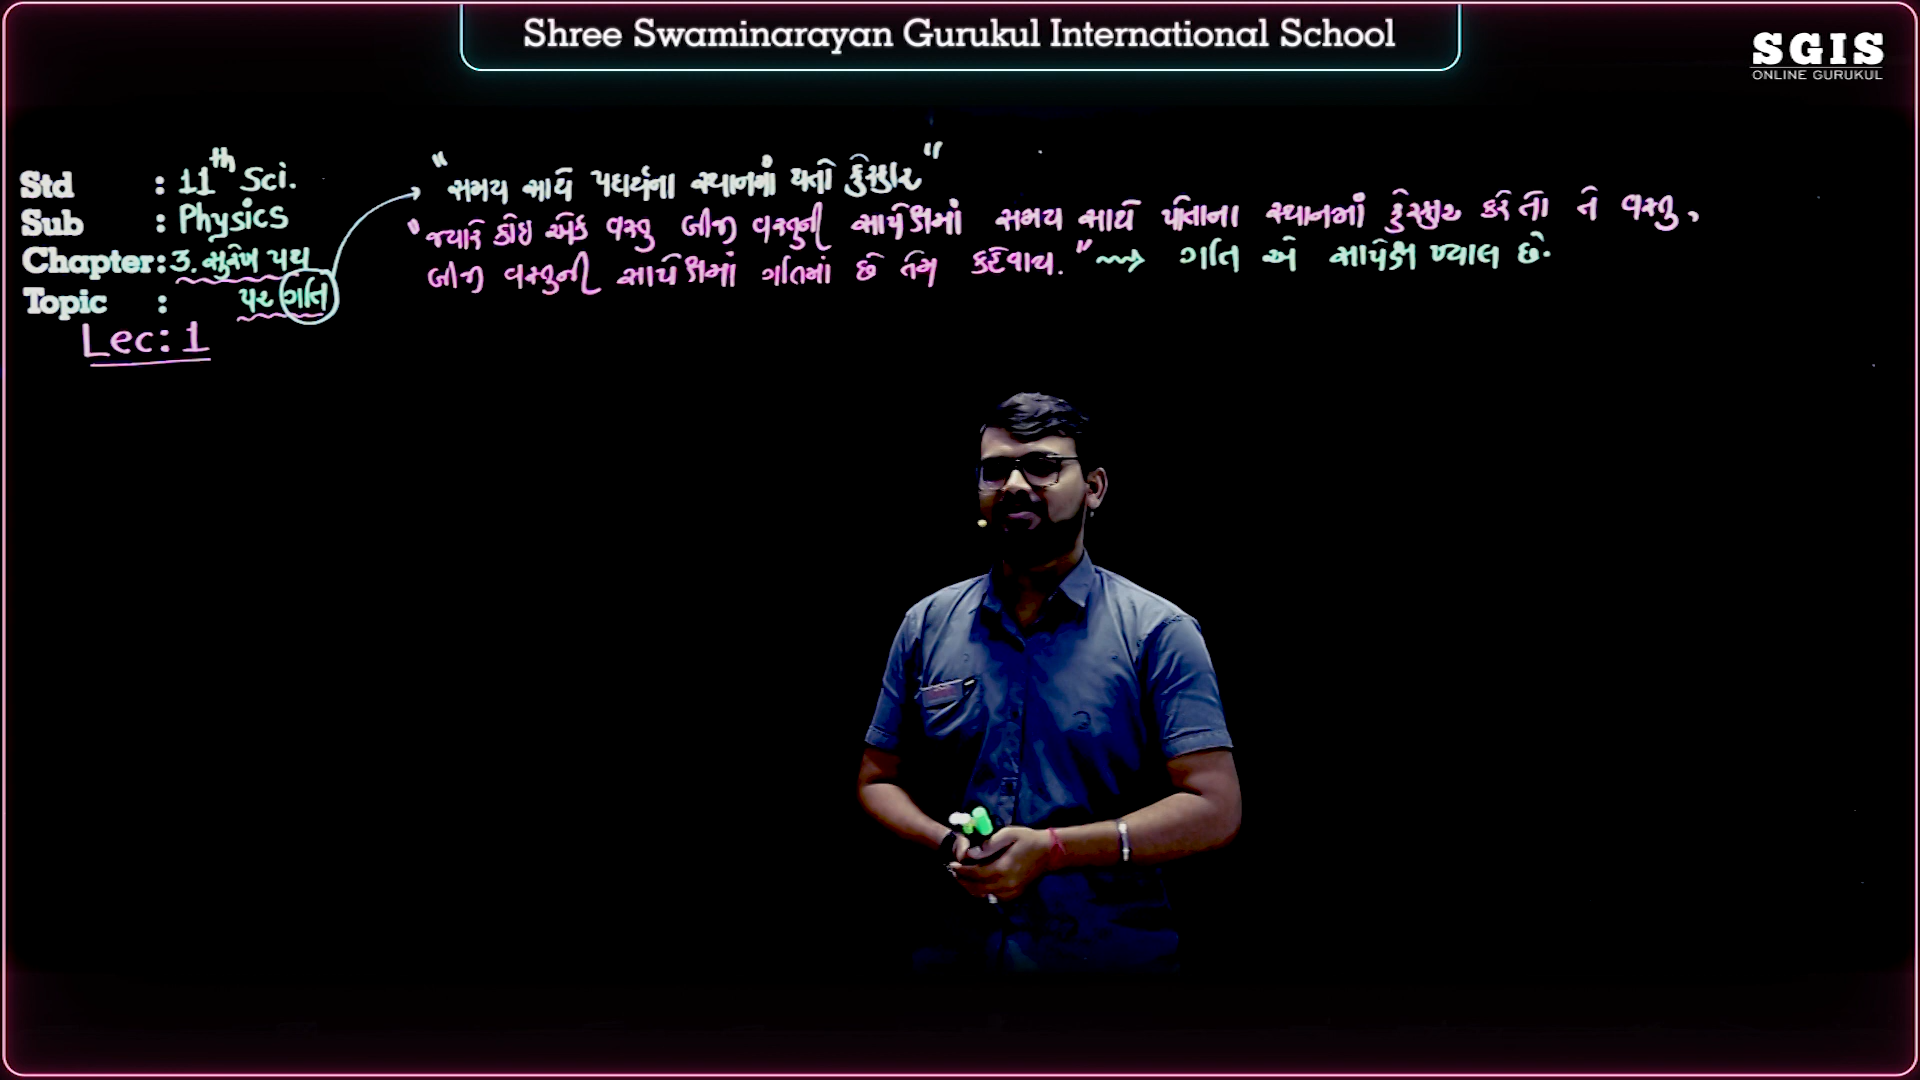 Shree Swaminarayan Gurukul International School
SGIS
ONLINE GURUKUL
Std : 11th Sci.
Sub : Physics
Chapter: 3. સુરેખ પથ
Topic : પર ગતિ
Lec: 1
"સમય સાથે પદાર્થના સ્થાનમાં થતો ફેરફાર"
"જ્યારે કોઇ એક વસ્તુ બીજી વસ્તુની સાપેક્ષમાં સમય સાથે પોતાના સ્થાનમાં ફેરફાર કરે તો તે વસ્તુ,
બીજી વસ્તુની સાપેક્ષમાં ગતિમાં છે તેમ કહેવાય." ગતિ એ સાપેક્ષ ખ્યાલ છે.